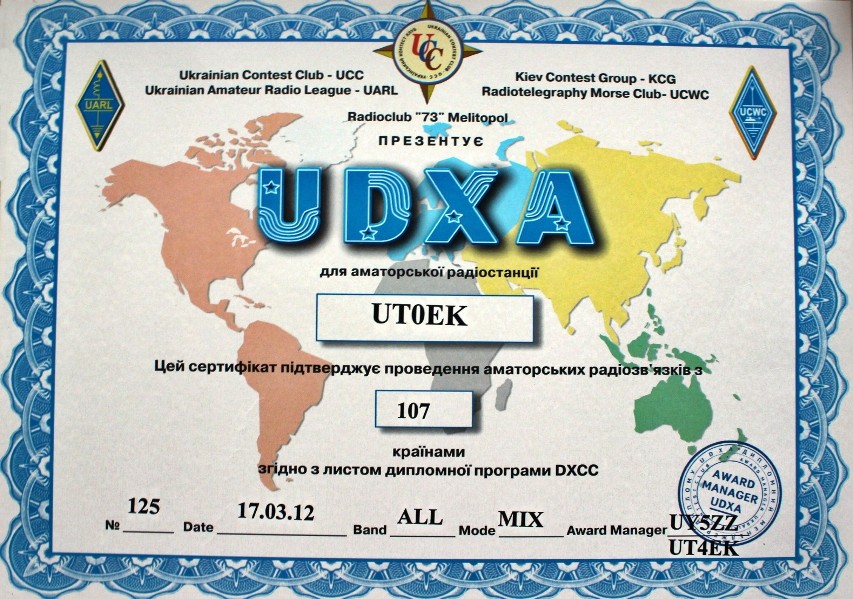 UCC
Ukrainian Contest Club - UCC
Ukrainian Amateur Radio League - UARL
Kiev Contest Group - KCG
Radiotelegraphy Morse Club- UCWC
UARL
UCWC
Radioclub "73" Melitopol
ПРЕЗЕНТУЄ
UDXA
для аматорської радіостанції
UT0EK
Цей сертифікат підтверджує проведення аматорських радіозв'язків з
107
країнами
згідно з листом дипломної програми DXCC
№ 125 Date 17.03.12 Band ALL Mode MIX Award Manager UY5ZZ
UT4EK
AWARD
MANAGER
UDXA